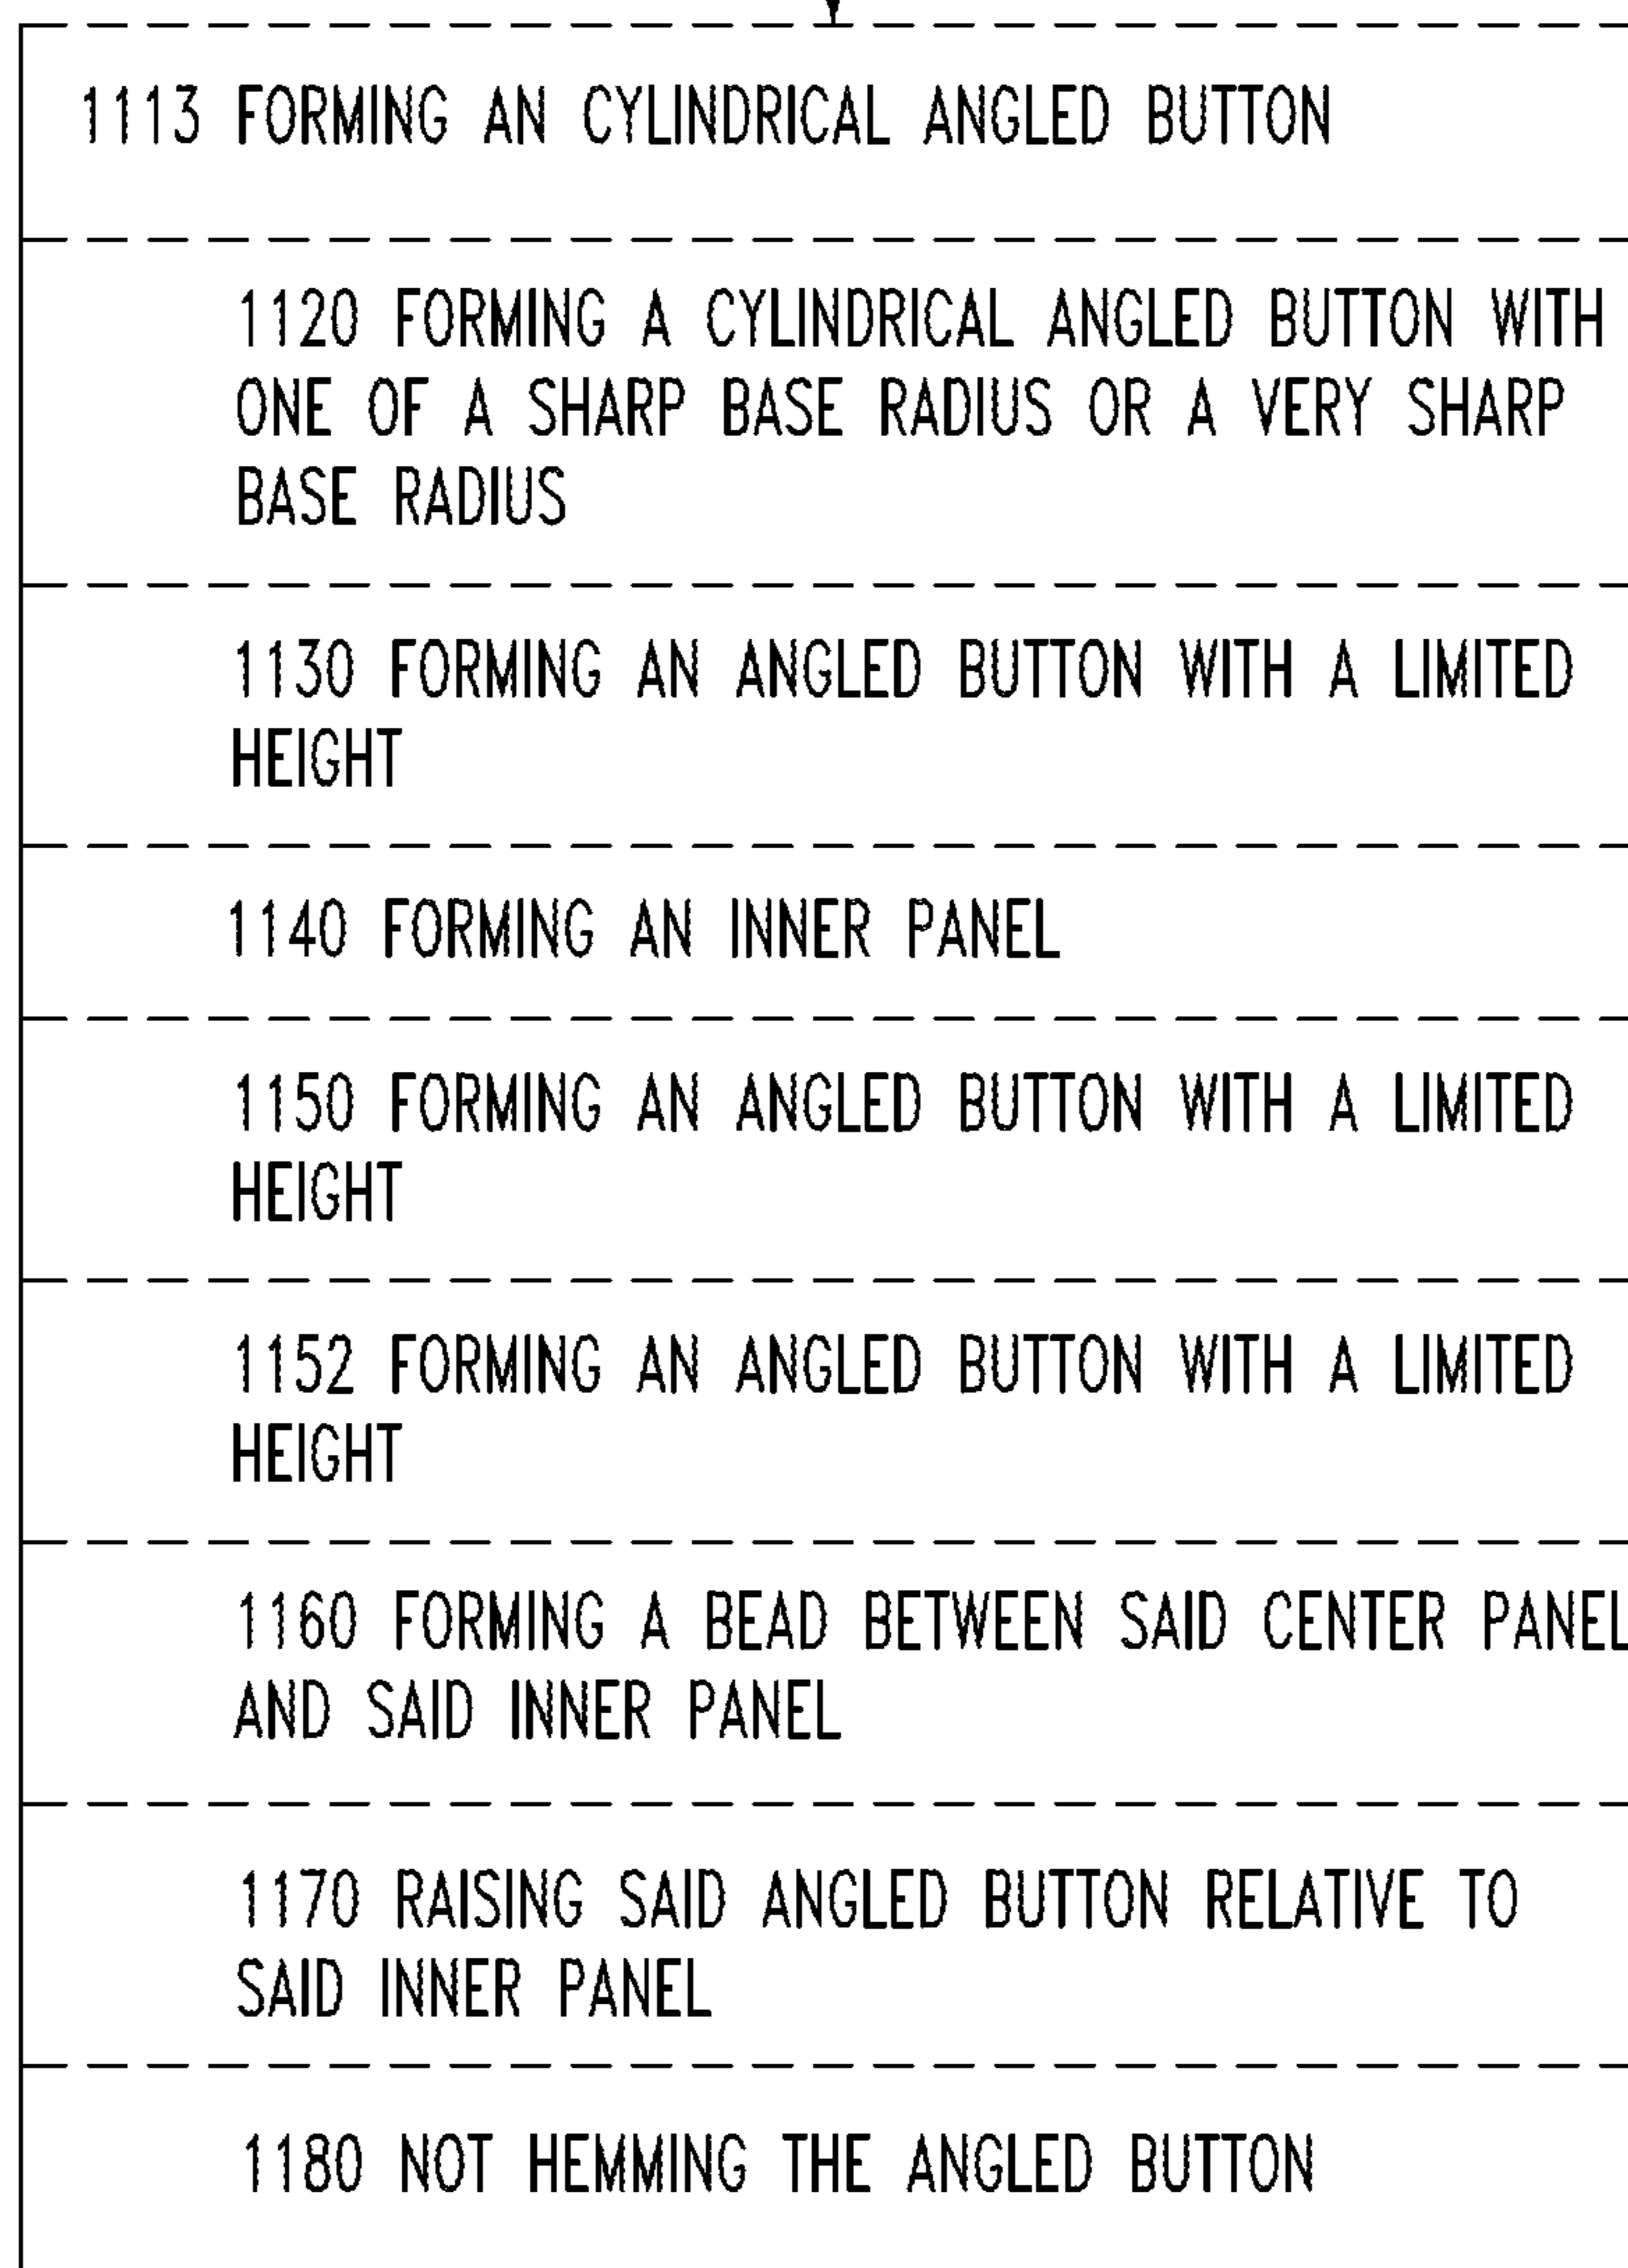 1113 FORMING AN CYLINDRICAL ANGLED BUTTON
1120 FORMING A CYLINDRICAL ANGLED BUTTON WITH
ONE OF A SHARP BASE RADIUS OR A VERY SHARP
BASE RADIUS
1130 FORMING AN ANGLED BUTTON WITH A LIMITED
HEIGHT
1140 FORMING AN INNER PANEL
1150 FORMING AN ANGLED BUTTON WITH A LIMITED
HEIGHT
1152 FORMING AN ANGLED BUTTON WITH A LIMITED
HEIGHT
1160 FORMING A BEAD BETWEEN SAID CENTER PANEL
AND SAID INNER PANEL
1170 RAISING SAID ANGLED BUTTON RELATIVE TO
SAID INNER PANEL
1180 NOT HEMMING THE ANGLED BUTTON